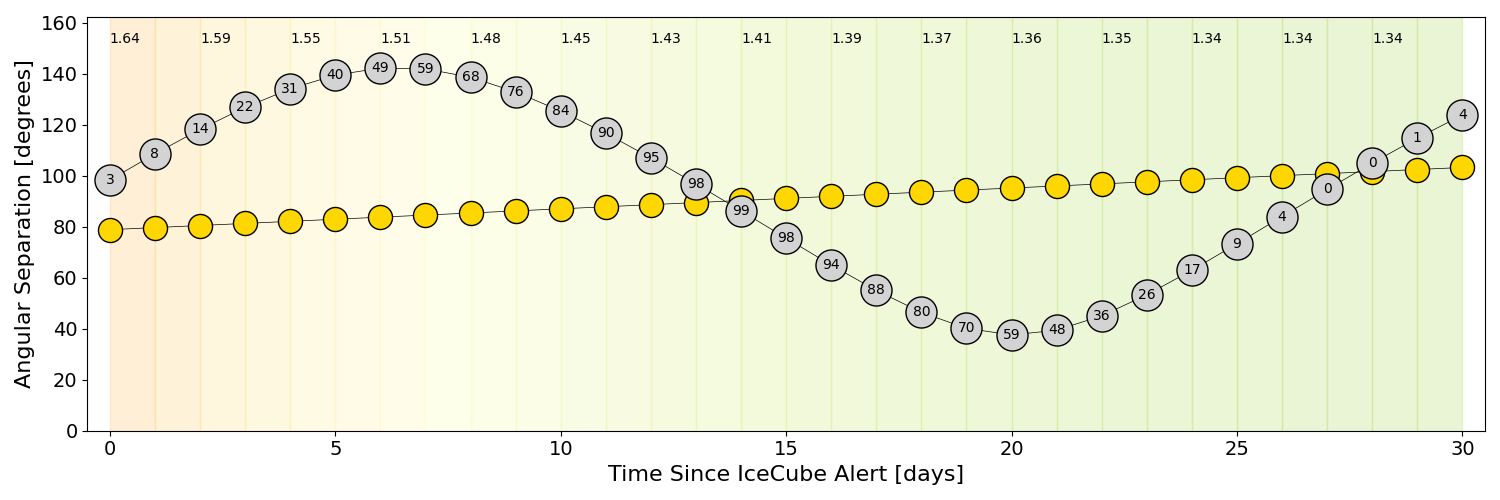 160
140
120
100
80
60
40
20
0
Angular Separation [degrees]
1.64 1.59 1.55 1.51 1.48 1.45 1.43 1.41 1.39 1.37 1.36 1.35 1.34 1.34 1.34
3 8 14 22 31 40 49 59 68 76 84 90 95 98 99 98 94 88 80 70 59 48 36 26 17 9 4 0 0 1 4
0 5 10 15 20 25 30
Time Since IceCube Alert [days]